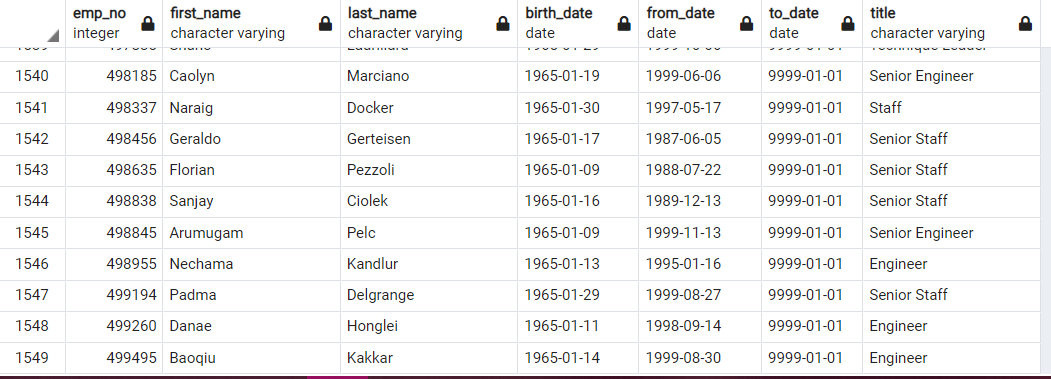 emp_no first_name last_name birth_date from_date to_date title
integer character varying character varying date date date character varying
1540 498185 Caolyn Marciano 1965-01-19 1999-06-06 9999-01-01 Senior Engineer
1541 498337 Naraig Docker 1965-01-30 1997-05-17 9999-01-01 Staff
1542 498456 Geraldo Gerteisen 1965-01-17 1987-06-05 9999-01-01 Senior Staff
1543 498635 Florian Pezzoli 1965-01-09 1988-07-22 9999-01-01 Senior Staff
1544 498838 Sanjay Ciolek 1965-01-16 1989-12-13 9999-01-01 Senior Staff
1545 498845 Arumugam Pelc 1965-01-09 1999-11-13 9999-01-01 Senior Engineer
1546 498955 Nechama Kandlur 1965-01-13 1995-01-16 9999-01-01 Engineer
1547 499194 Padma Delgrange 1965-01-29 1999-08-27 9999-01-01 Senior Staff
1548 499260 Danae Honglei 1965-01-11 1998-09-14 9999-01-01 Engineer
1549 499495 Baoqiu Kakkar 1965-01-14 1999-08-30 9999-01-01 Engineer